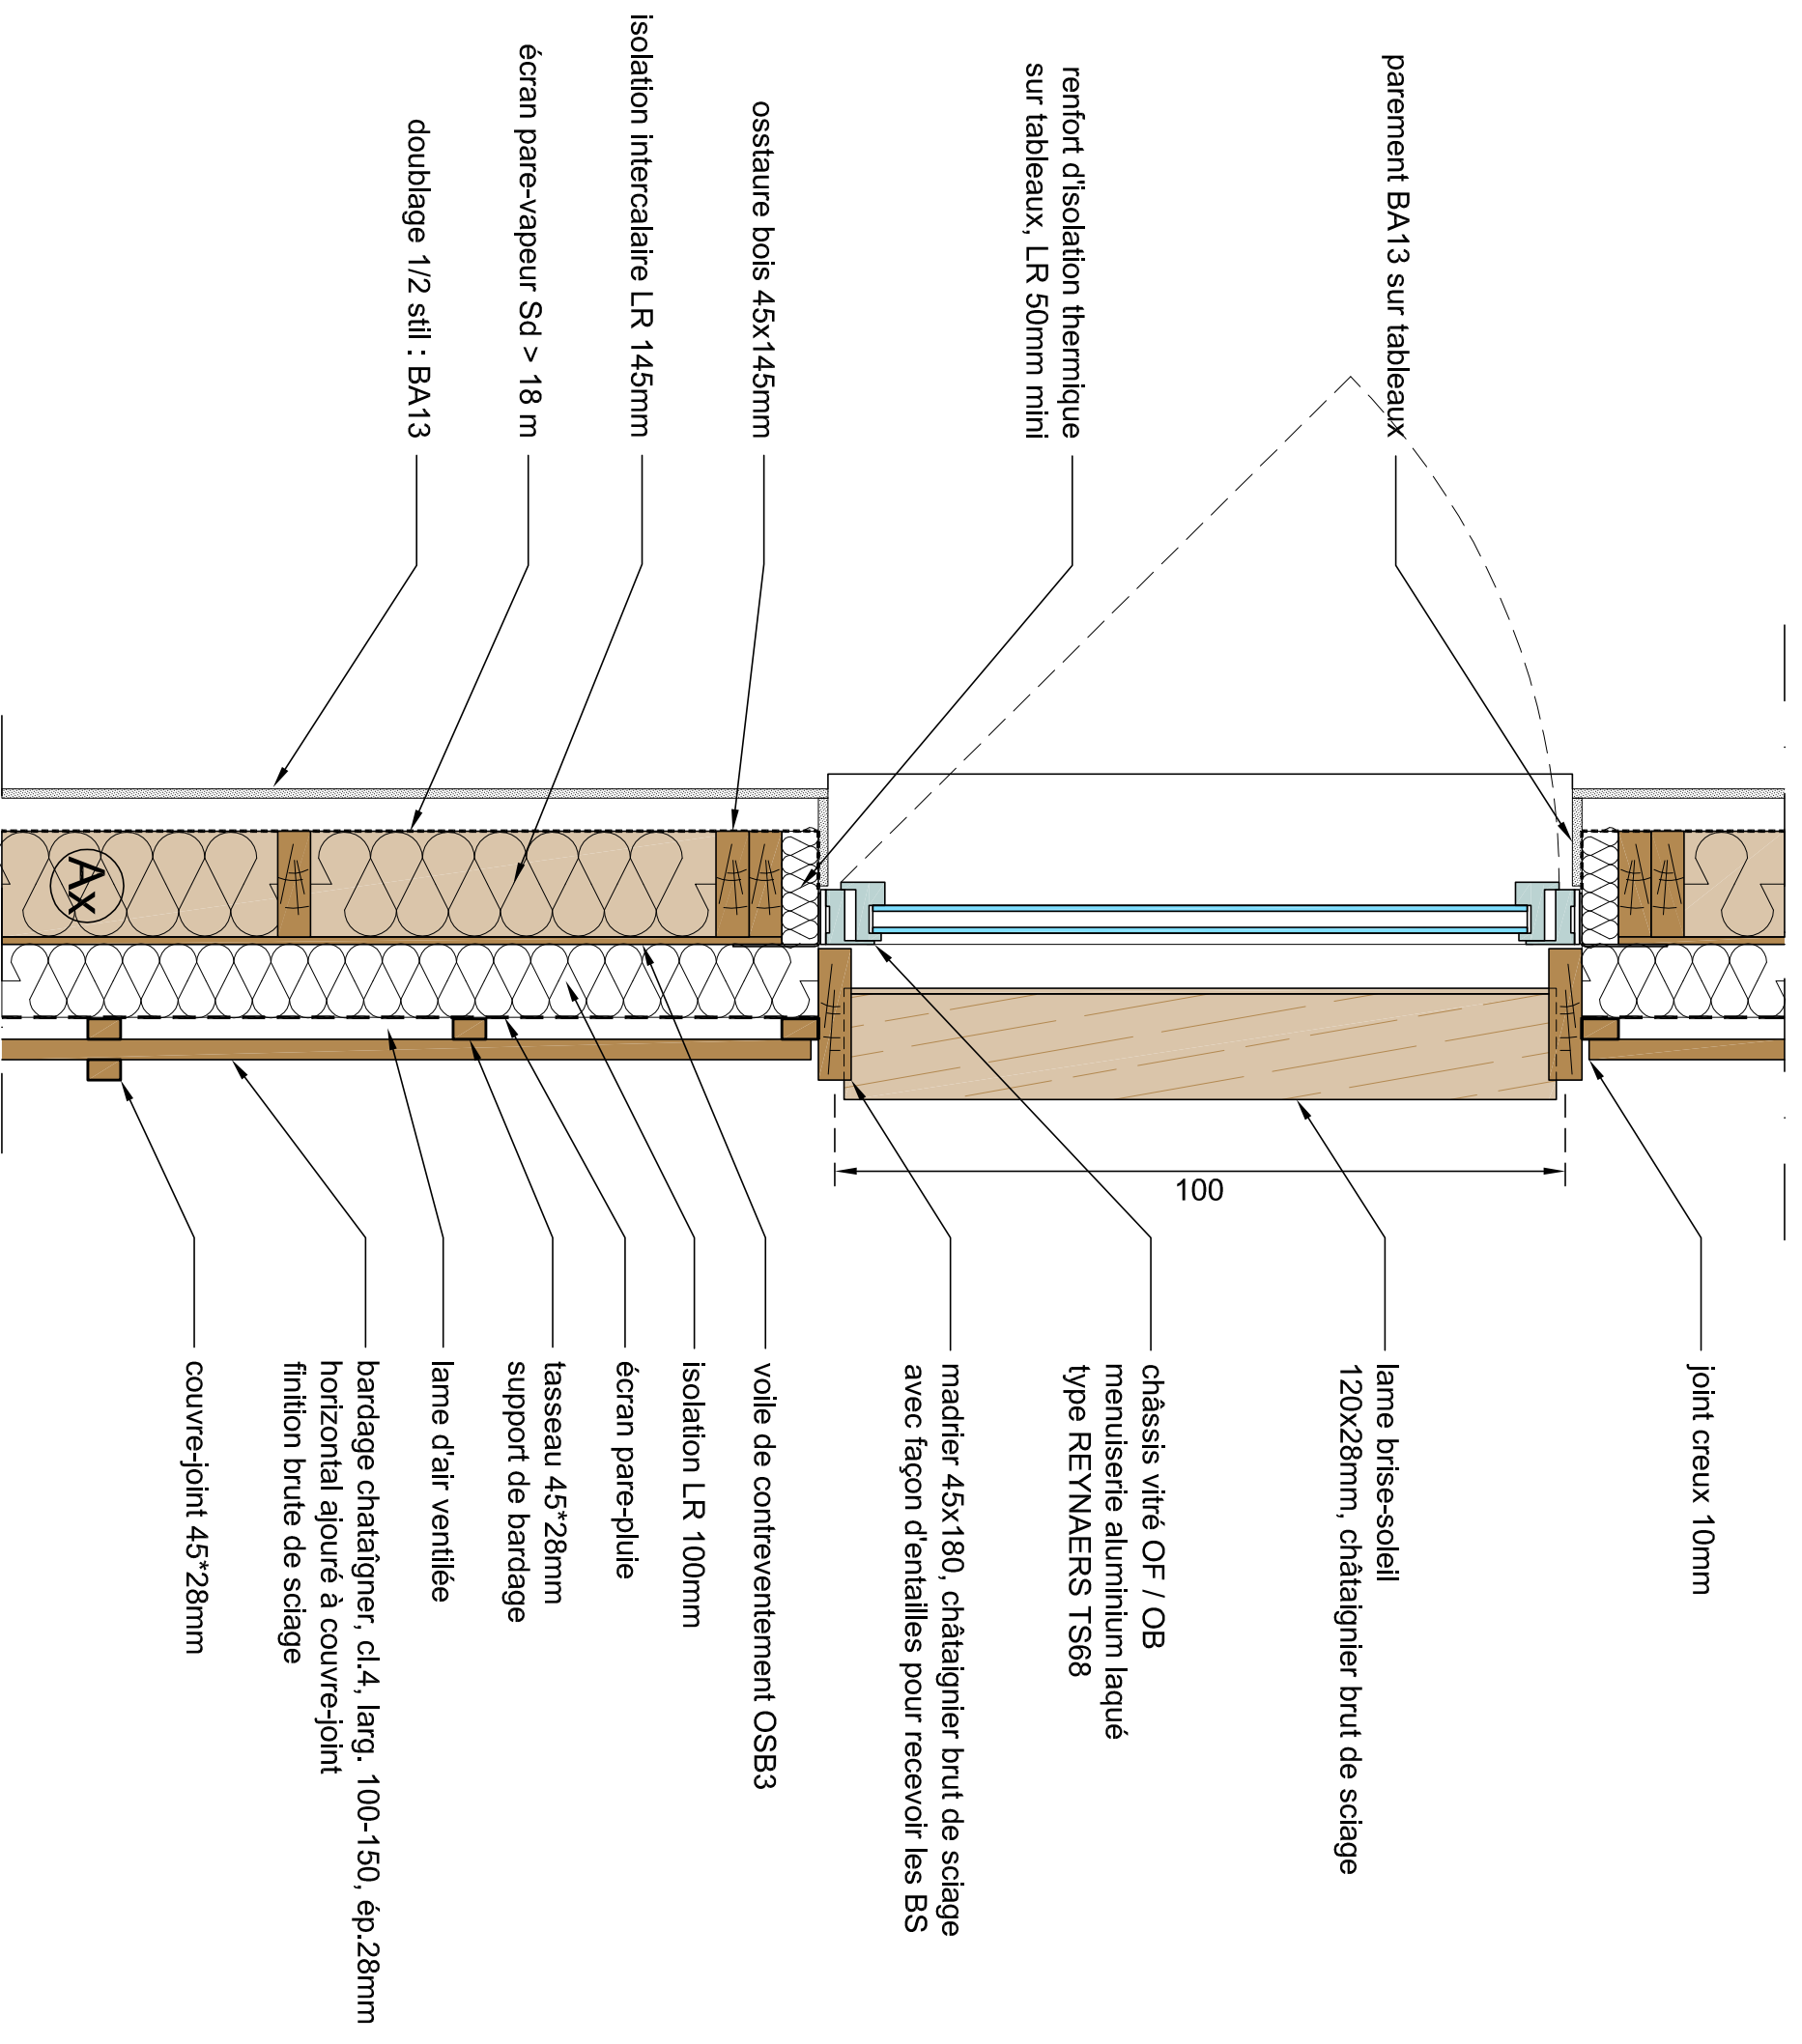 isolation intercalaire LR 145mm
écran pare-vapeur Sd > 18 m
doublage 1/2 stil : BA13
osstaure bois 45x145mm
renfort d'isolation thermique
sur tableaux, LR 50mm mini
parement BA13 sur tableaux
Ax
100
joint creux 10mm
lame brise-soleil
120x28mm, châtaignier brut de sciage
châssis vitré OF / OB
menuiserie aluminium laqué
type REYNAERS TS68
madrier 45x180, châtaignier brut de sciage
avec façon d'entailles pour recevoir les BS
voile de contreventement OSB3
isolation LR 100mm
écran pare-pluie
tasseau 45*28mm
support de bardage
lame d'air ventilée
bardage chataîgner, cl.4, larg. 100-150, ép.28mm
horizontal ajouré à couvre-joint
finition brute de sciage
couvre-joint 45*28mm